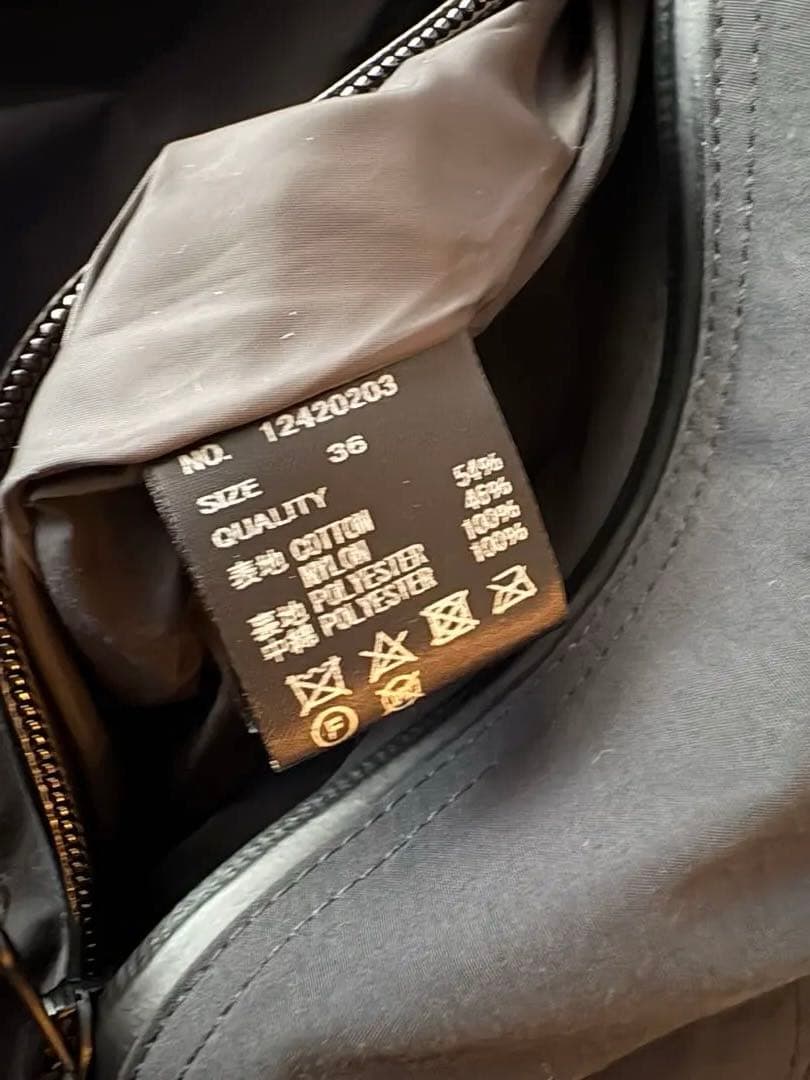 NO. 12420203
SIZE 36
QUALITY
表地 COTTON 54%
NYLON 46%
裏地 POLYESTER 100%
中綿 POLYESTER 100%
F